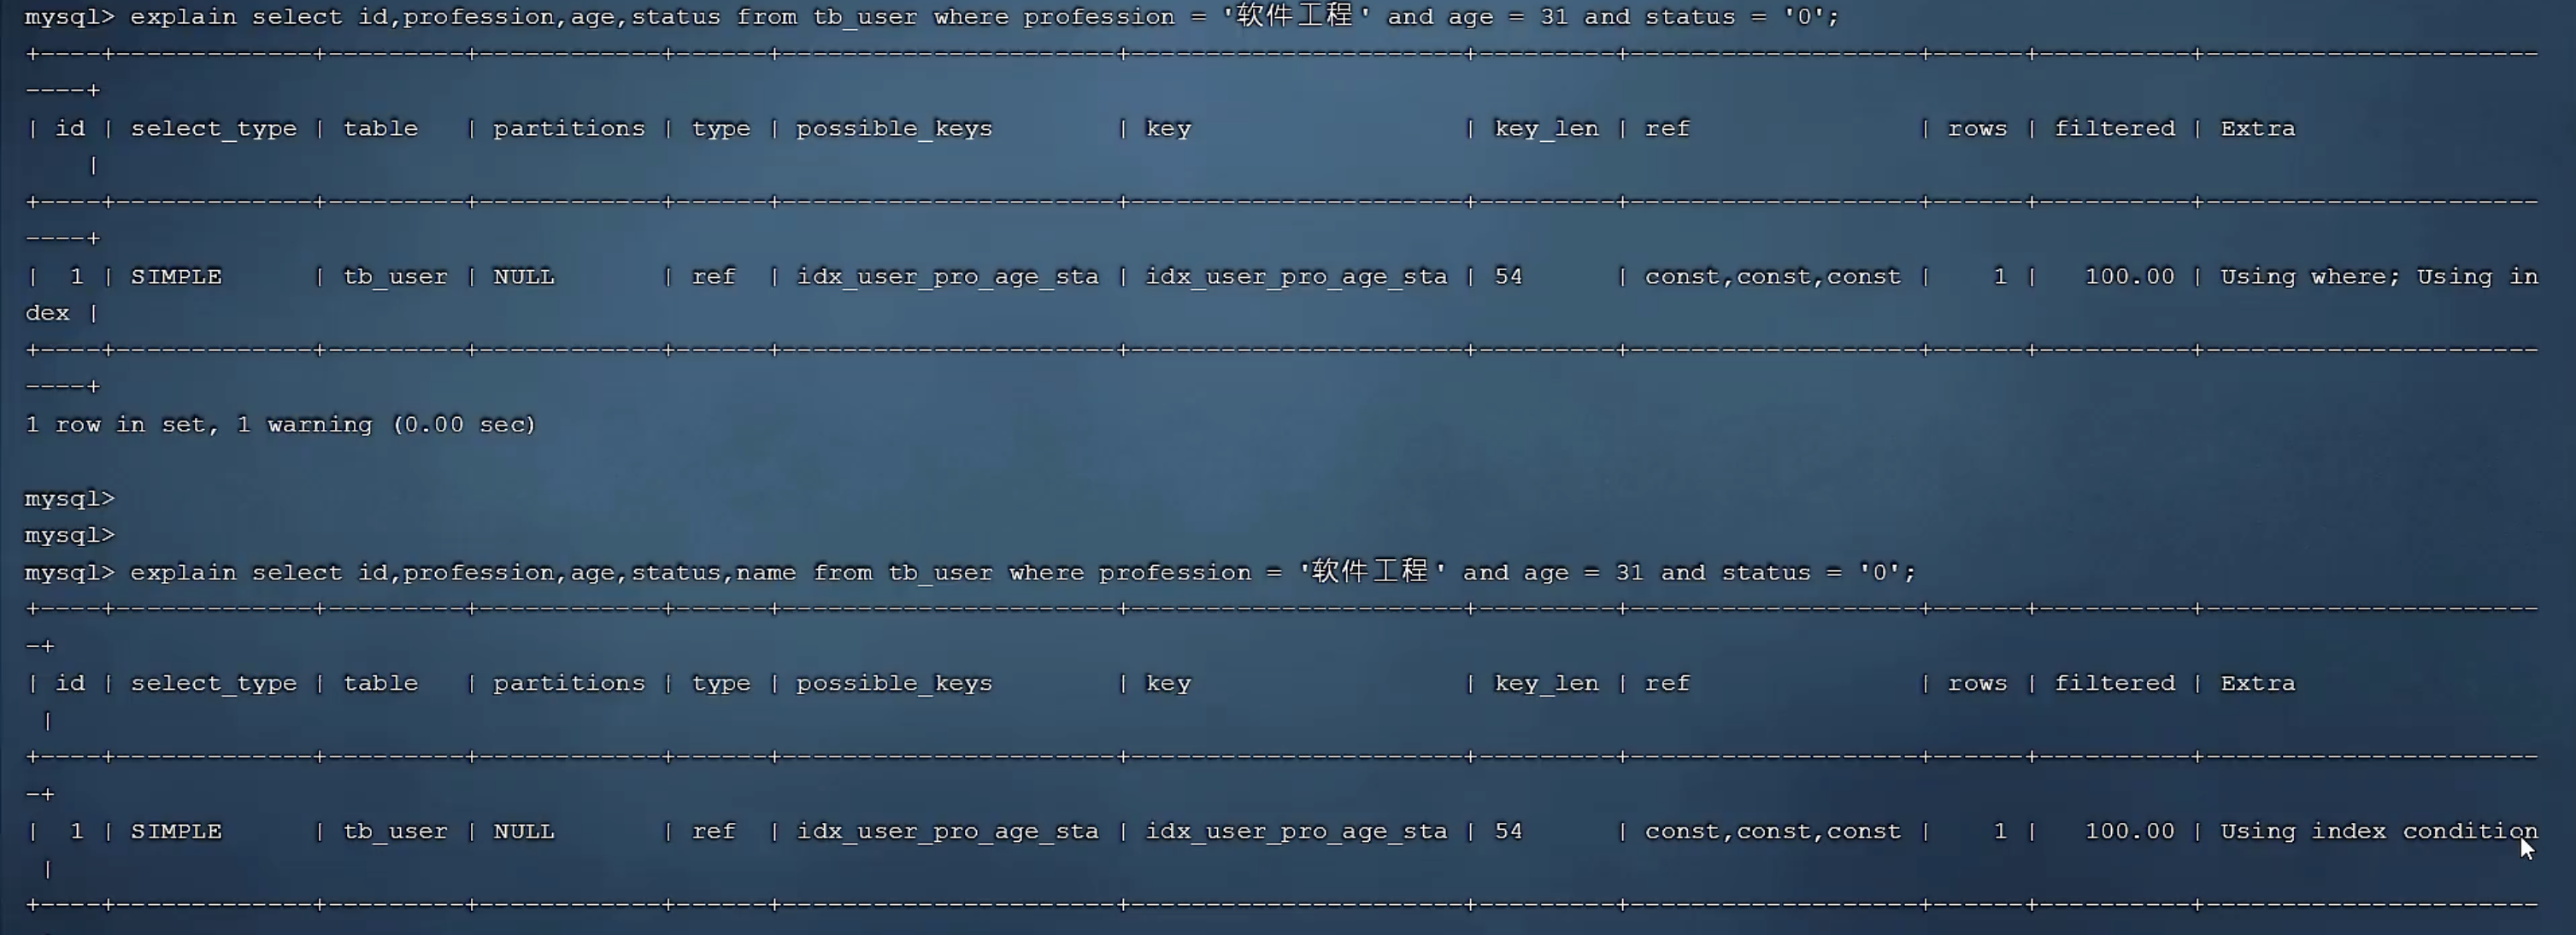 mysql> explain select id,profession,age,status from tb_user where profession = '软件工程' and age = 31 and status = '0';
+----+-------------+---------+------------+------+----------------------+----------------------+---------+-------------------+------+----------+----------------------
----+
| id | select_type | table   | partitions | type | possible_keys        | key                  | key_len | ref               | rows | filtered | Extra
    |
+----+-------------+---------+------------+------+----------------------+----------------------+---------+-------------------+------+----------+----------------------
----+
|  1 | SIMPLE      | tb_user | NULL       | ref  | idx_user_pro_age_sta | idx_user_pro_age_sta | 54      | const,const,const |    1 |   100.00 | Using where; Using in
dex |
+----+-------------+---------+------------+------+----------------------+----------------------+---------+-------------------+------+----------+----------------------
----+
1 row in set, 1 warning (0.00 sec)

mysql>
mysql>
mysql> explain select id,profession,age,status,name from tb_user where profession = '软件工程' and age = 31 and status = '0';
+----+-------------+---------+------------+------+----------------------+----------------------+---------+-------------------+------+----------+----------------------
-+
| id | select_type | table   | partitions | type | possible_keys        | key                  | key_len | ref               | rows | filtered | Extra
 |
+----+-------------+---------+------------+------+----------------------+----------------------+---------+-------------------+------+----------+----------------------
-+
|  1 | SIMPLE      | tb_user | NULL       | ref  | idx_user_pro_age_sta | idx_user_pro_age_sta | 54      | const,const,const |    1 |   100.00 | Using index condition
 |
+----+-------------+---------+------------+------+----------------------+----------------------+---------+-------------------+------+----------+----------------------